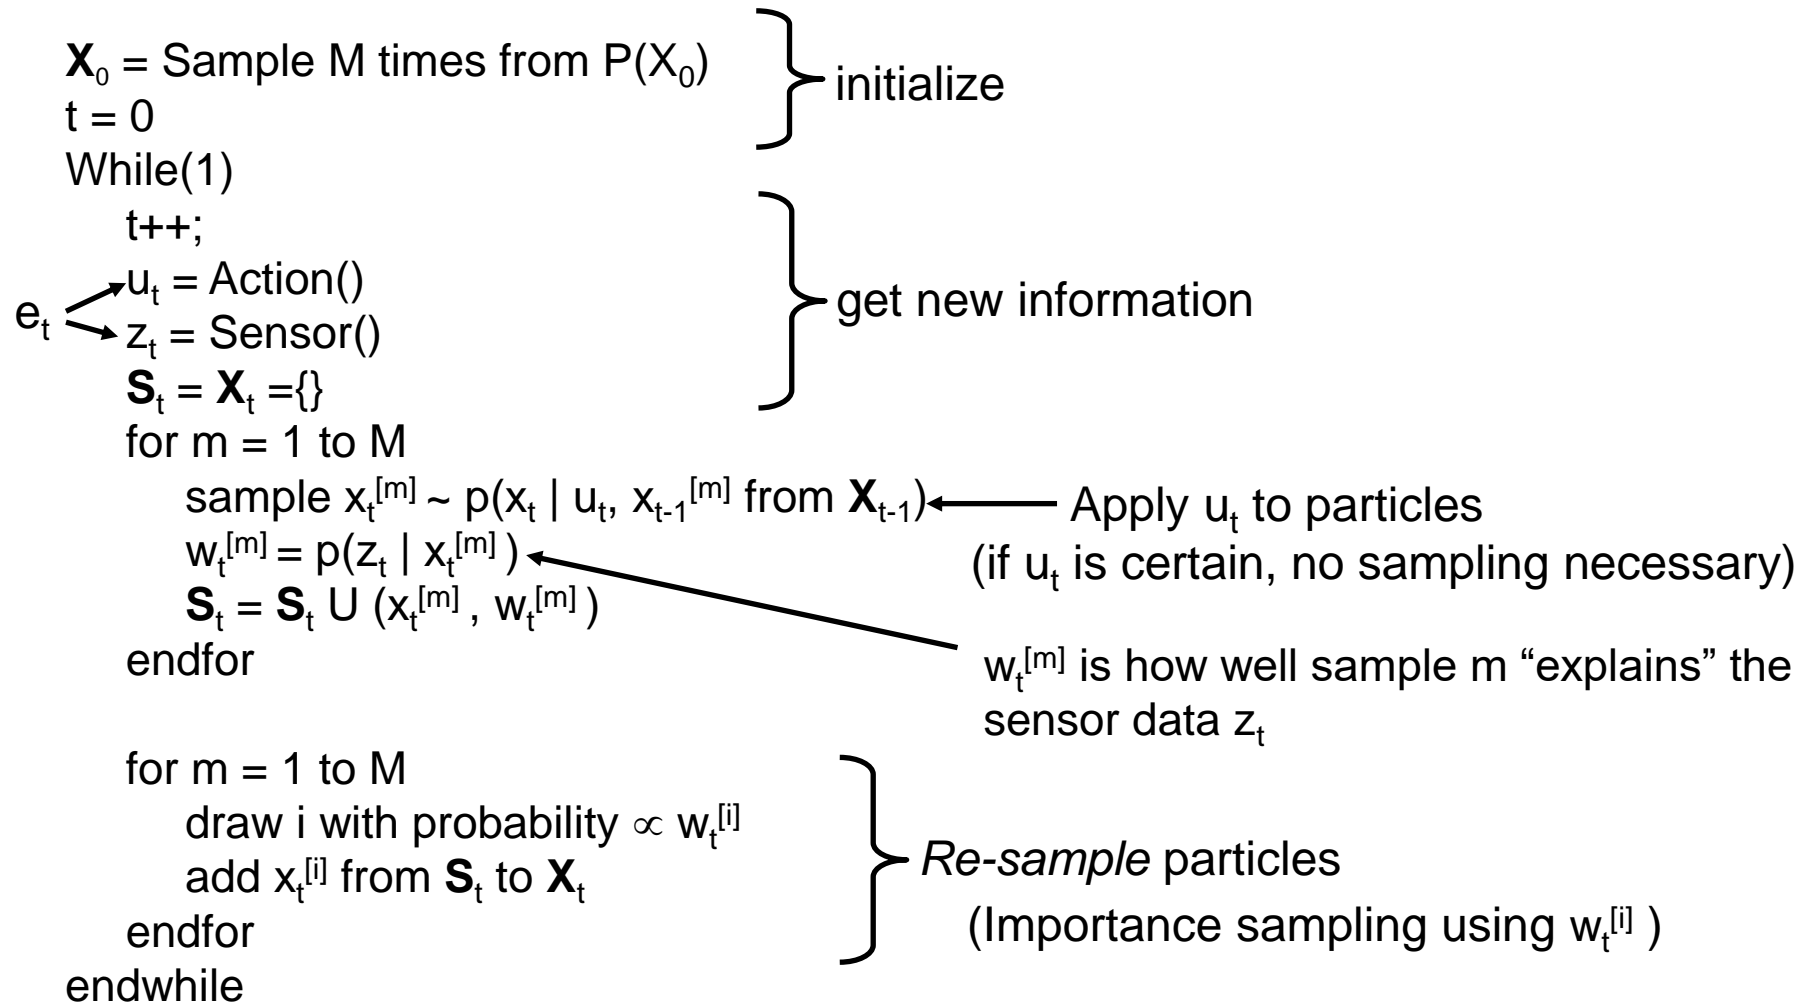 X₀ = Sample M times from P(X₀)
t = 0
initialize
While(1)
t++;
uₜ = Action()
eₜ
zₜ = Sensor()
get new information
Sₜ = Xₜ ={}
for m = 1 to M
sample xₜ^[m] ~ p(xₜ | uₜ, xₜ₋₁^[m] from Xₜ₋₁)
Apply uₜ to particles
(if uₜ is certain, no sampling necessary)
wₜ^[m] = p(zₜ | xₜ^[m] )
Sₜ = Sₜ U (xₜ^[m] , wₜ^[m] )
endfor
wₜ^[m] is how well sample m “explains” the
sensor data zₜ
for m = 1 to M
draw i with probability ∝ wₜ^[i]
add xₜ^[i] from Sₜ to Xₜ
endfor
Re-sample particles
(Importance sampling using wₜ^[i] )
endwhile